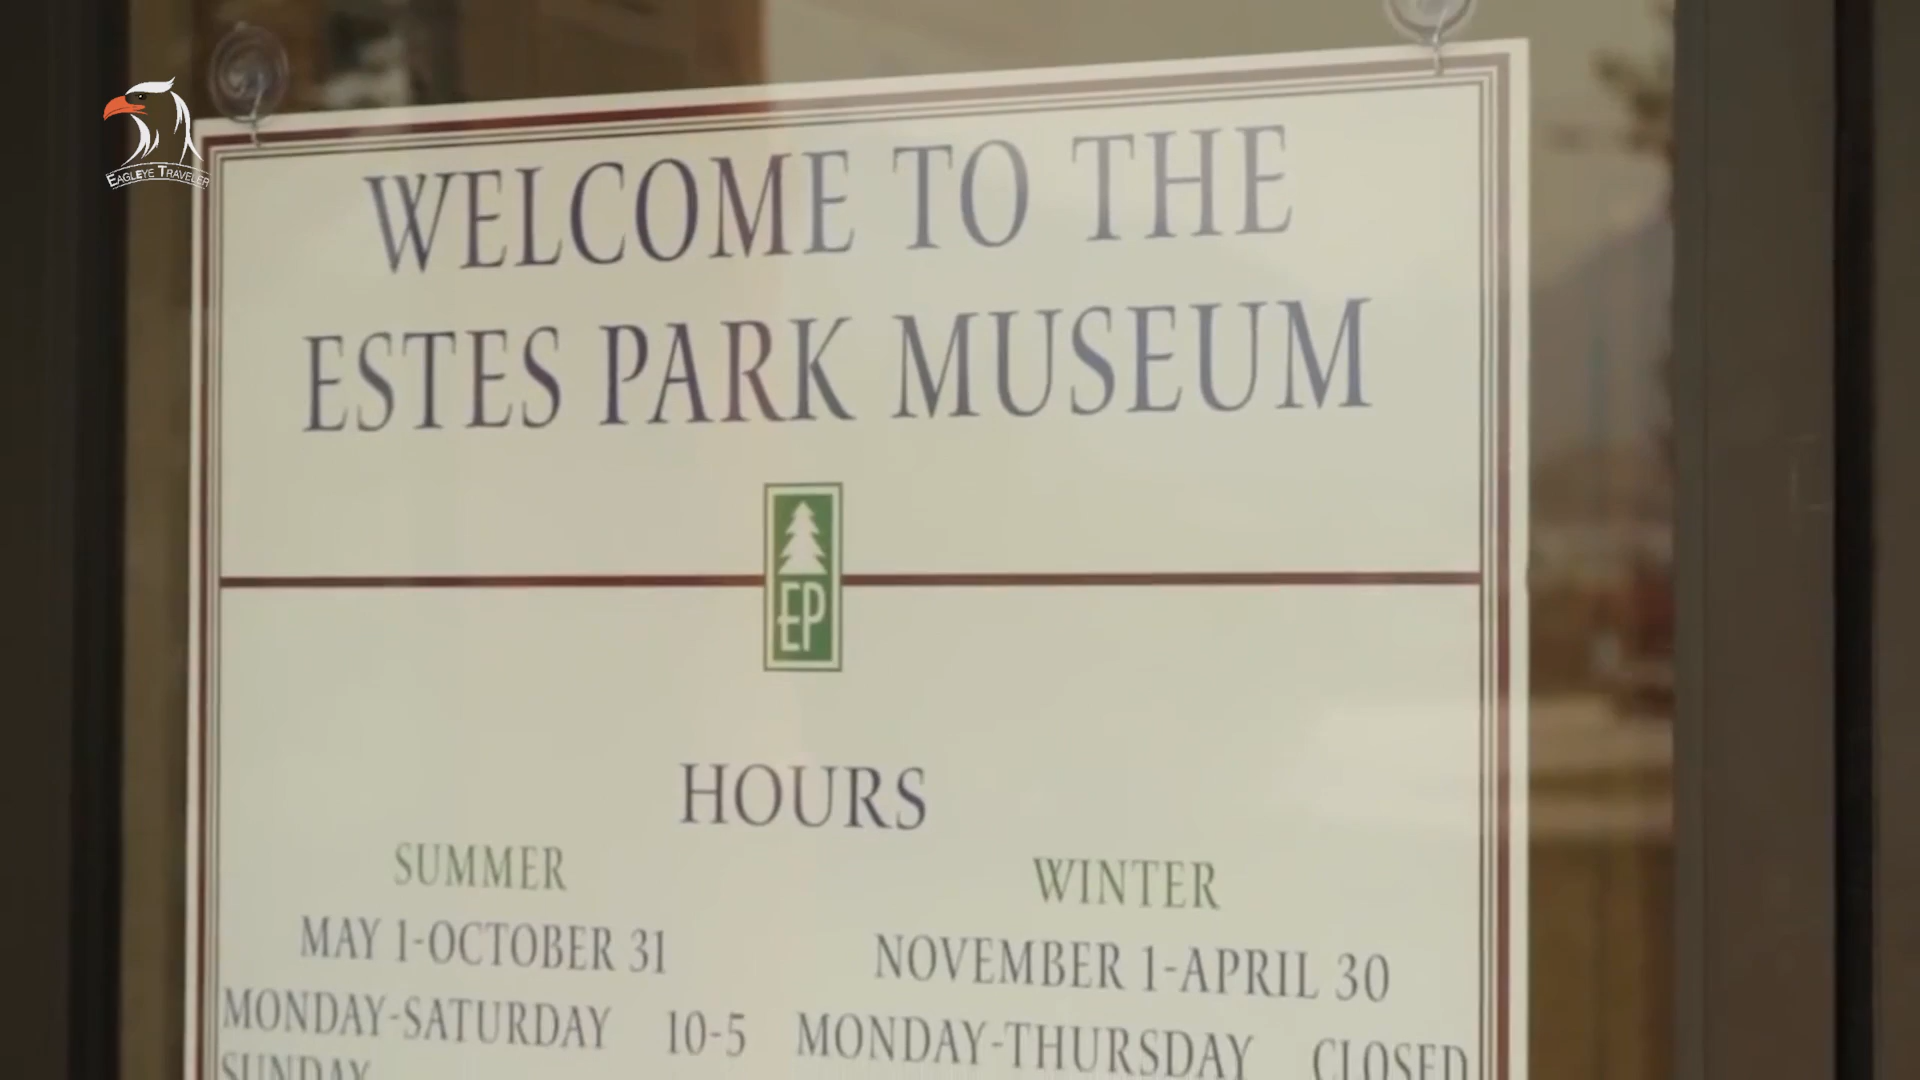 EAGLEYE TRAVELER
WELCOME TO THE
ESTES PARK MUSEUM
EP
HOURS
SUMMER
MAY 1-OCTOBER 31
MONDAY-SATURDAY 10-5
SUNDAY
WINTER
NOVEMBER 1-APRIL 30
MONDAY-THURSDAY CLOSED